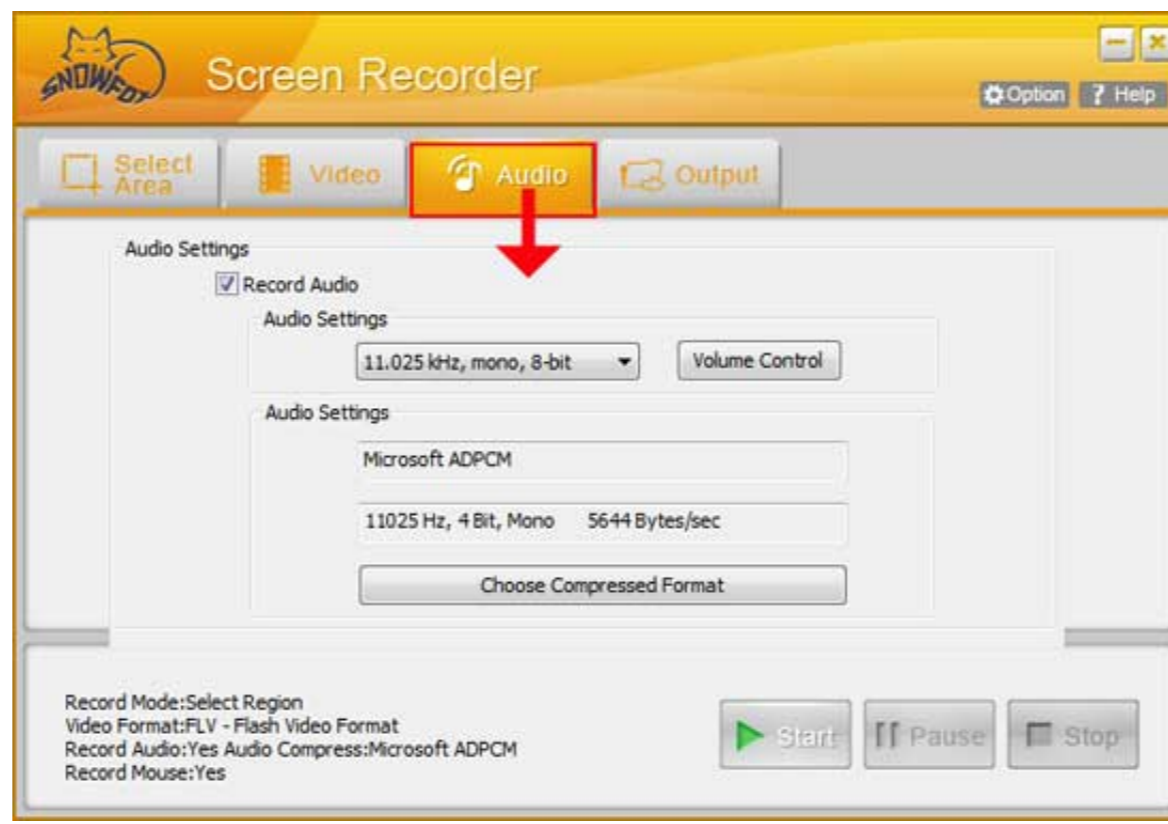 SNOWFOX
Screen Recorder
Option ? Help
Select
Area
Video
Audio
Output
Audio Settings
Record Audio
Audio Settings
11.025 kHz, mono, 8-bit
Volume Control
Audio Settings
Microsoft ADPCM
11025 Hz, 4 Bit, Mono 5644 Bytes/sec
Choose Compressed Format
Record Mode:Select Region
Video Format:FLV - Flash Video Format
Record Audio:Yes Audio Compress:Microsoft ADPCM
Record Mouse:Yes
Start
Pause
Stop